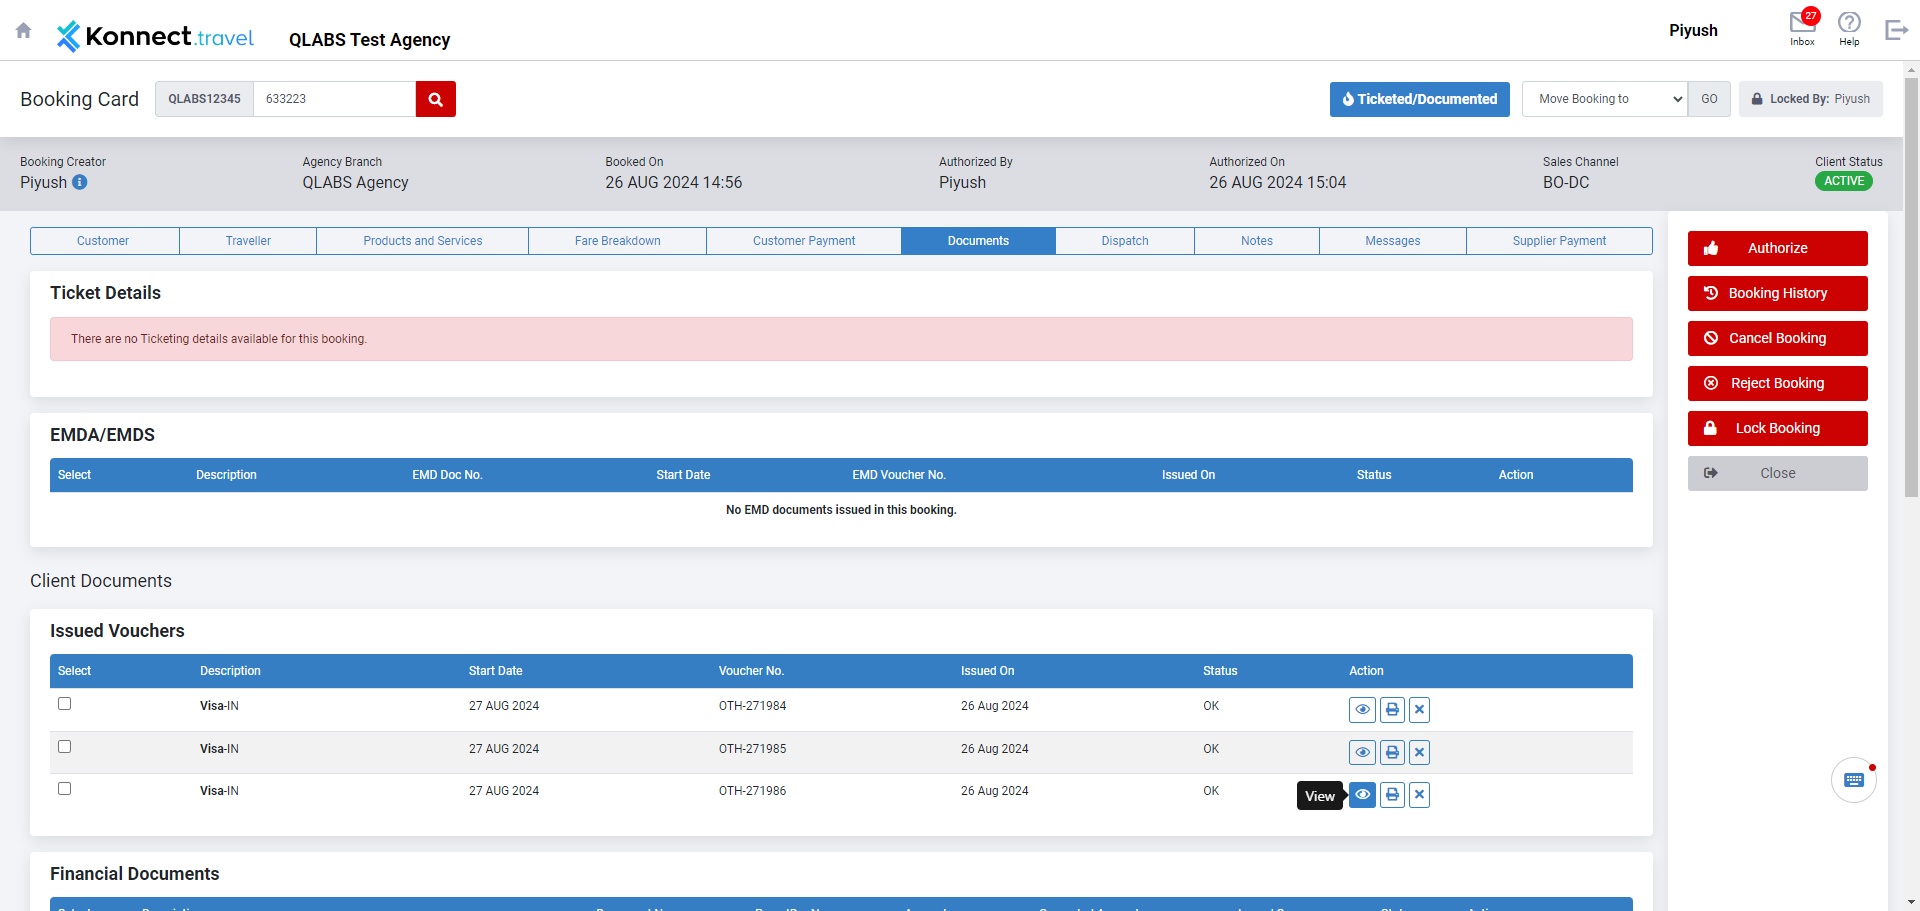 Konnect.travel QLABS Test Agency Piyush 27 Inbox Help
Booking Card QLABS12345 633223 Ticketed/Documented Move Booking to GO Locked By: Piyush
Booking Creator Agency Branch Booked On Authorized By Authorized On Sales Channel Client Status
Piyush QLABS Agency 26 AUG 2024 14:56 Piyush 26 AUG 2024 15:04 BO-DC ACTIVE
Customer Traveller Products and Services Fare Breakdown Customer Payment Documents Dispatch Notes Messages Supplier Payment
Authorize
Booking History
Cancel Booking
Reject Booking
Lock Booking
Close
Ticket Details
There are no Ticketing details available for this booking.
EMDA/EMDS
Select Description EMD Doc No. Start Date EMD Voucher No. Issued On Status Action
No EMD documents issued in this booking.
Client Documents
Issued Vouchers
Select Description Start Date Voucher No. Issued On Status Action
Visa-IN 27 AUG 2024 OTH-271984 26 Aug 2024 OK
Visa-IN 27 AUG 2024 OTH-271985 26 Aug 2024 OK
Visa-IN 27 AUG 2024 OTH-271986 26 Aug 2024 OK View
Financial Documents